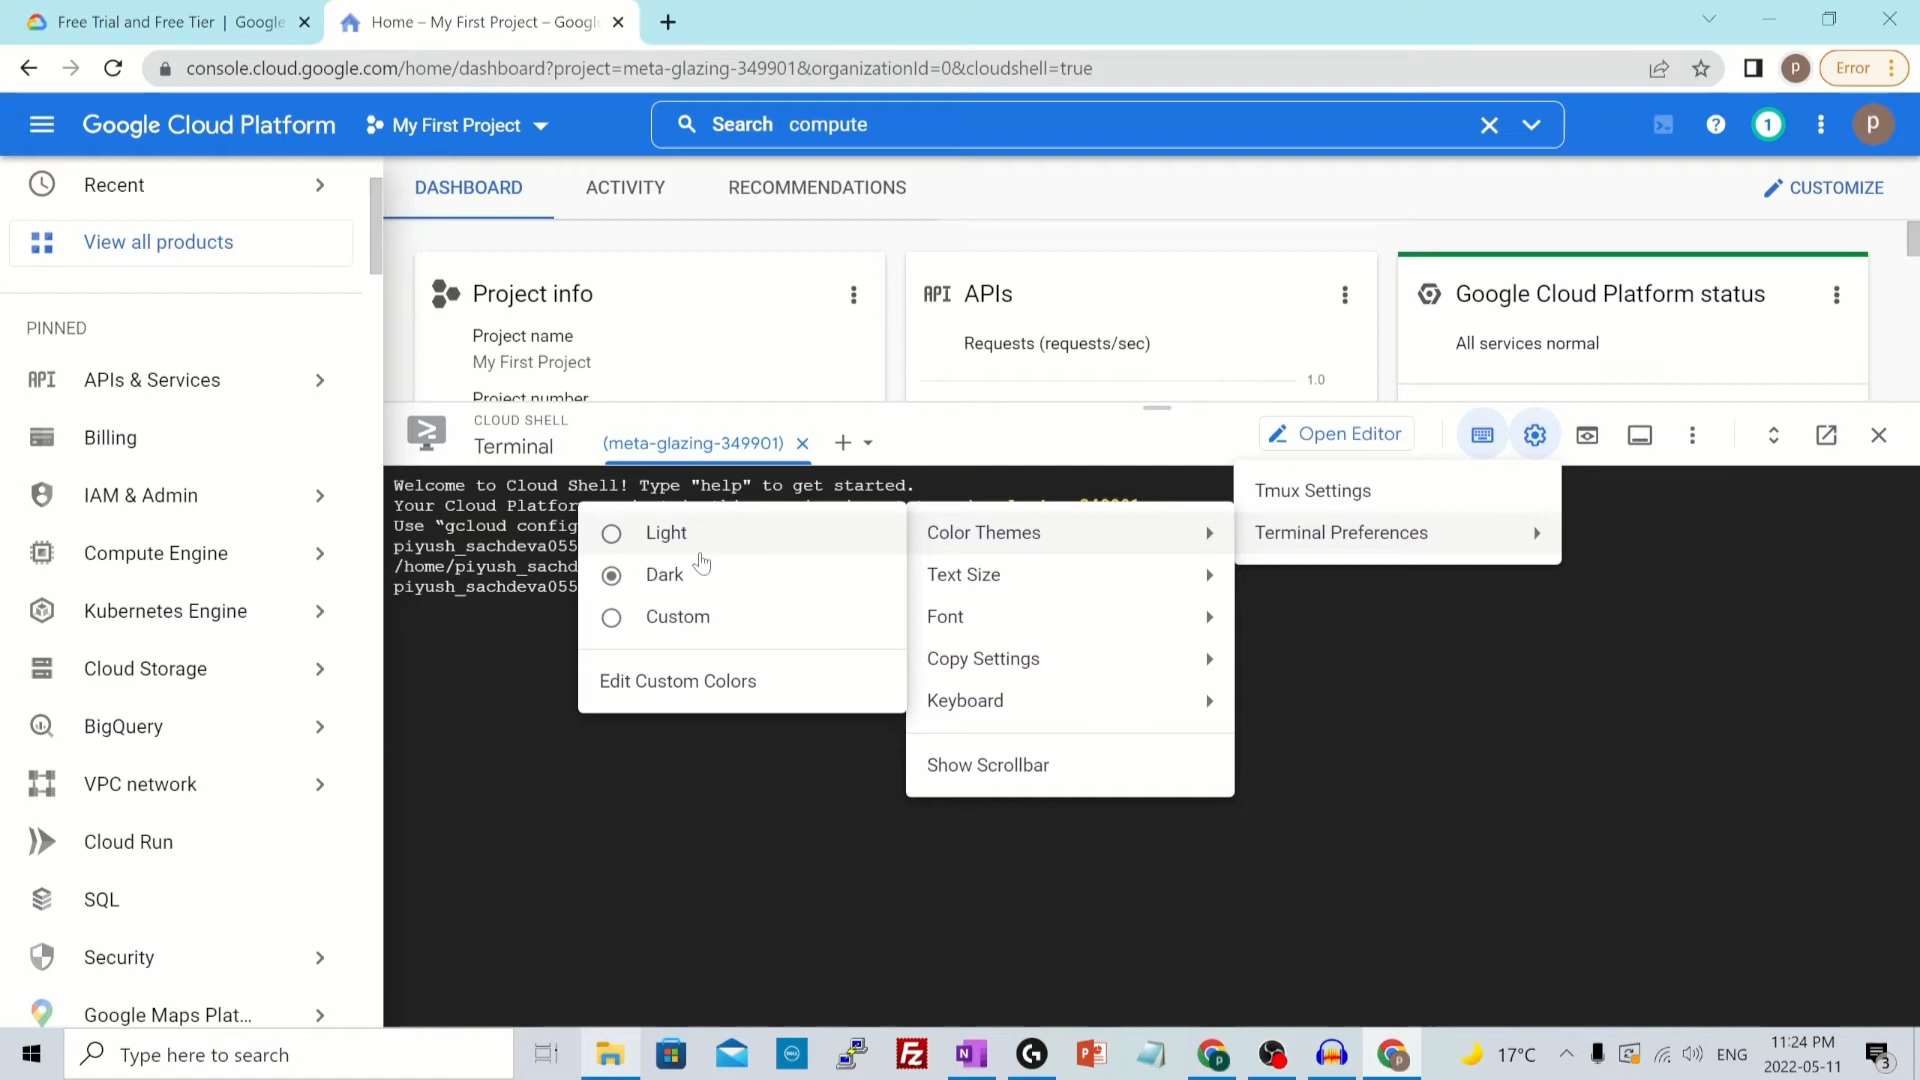 Free Trial and Free Tier | Google
Home – My First Project – Googl
console.cloud.google.com/home/dashboard?project=meta-glazing-349901&organizationId=0&cloudshell=true
P
Error
Google Cloud Platform
My First Project
Search compute
1
P
Recent
View all products
PINNED
API APIs & Services
Billing
IAM & Admin
Compute Engine
Kubernetes Engine
Cloud Storage
BigQuery
VPC network
Cloud Run
SQL
Security
Google Maps Plat...
DASHBOARD
ACTIVITY
RECOMMENDATIONS
CUSTOMIZE
Project info
Project name
My First Project
Project number
API APIs
Requests (requests/sec)
1.0
Google Cloud Platform status
All services normal
CLOUD SHELL
Terminal
(meta-glazing-349901)
Open Editor
Welcome to Cloud Shell! Type "help" to get started.
Your Cloud Platfor
Use “gcloud config
piyush_sachdeva055
/home/piyush_sachd
piyush_sachdeva055
Light
Dark
Custom
Edit Custom Colors
Color Themes
Text Size
Font
Copy Settings
Keyboard
Show Scrollbar
Tmux Settings
Terminal Preferences
Type here to search
17°C
ENG
11:24 PM
2022-05-11
3